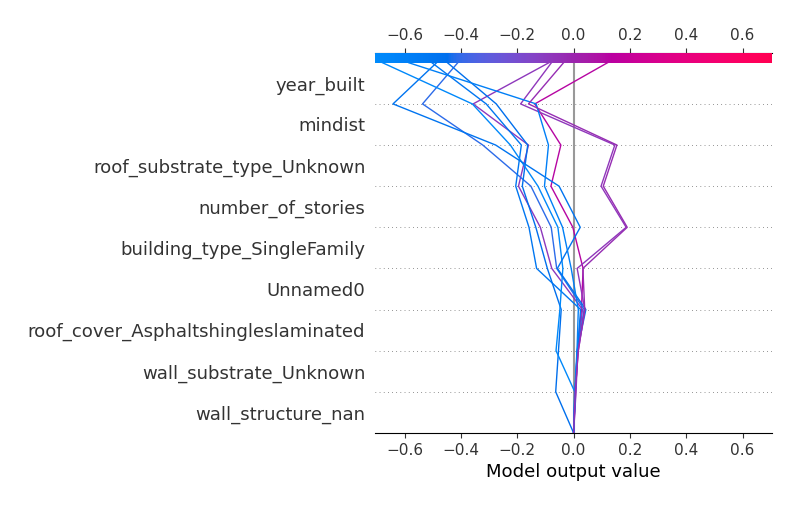 −0.6 −0.4 −0.2 0.0 0.2 0.4 0.6
year_built
mindist
roof_substrate_type_Unknown
number_of_stories
building_type_SingleFamily
Unnamed0
roof_cover_Asphaltshingleslaminated
wall_substrate_Unknown
wall_structure_nan
−0.6 −0.4 −0.2 0.0 0.2 0.4 0.6
Model output value